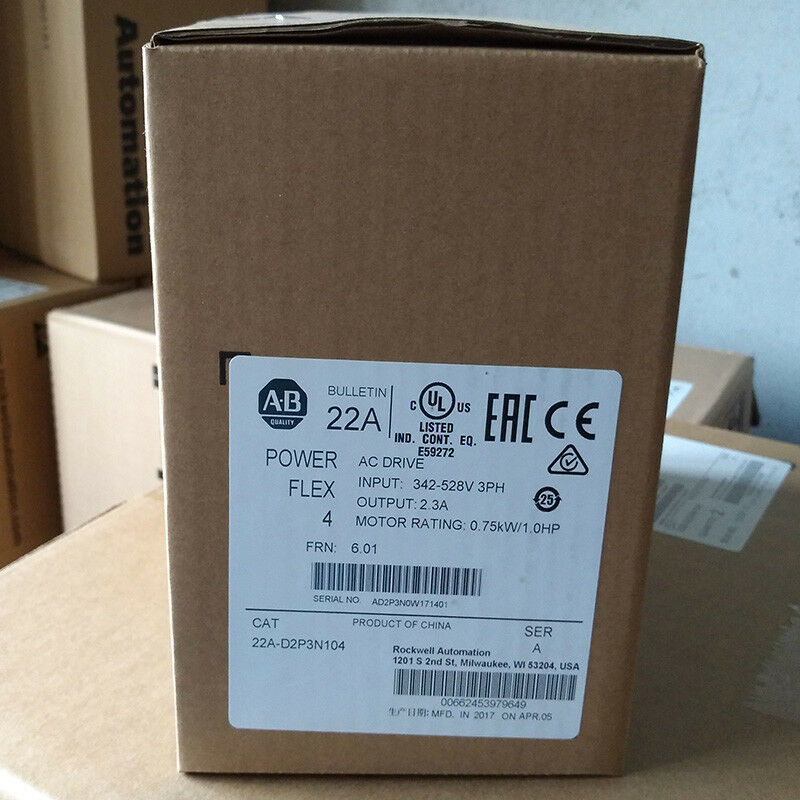 Automation
A-B
QUALITY
BULLETIN
22A
C UL US
LISTED
IND. CONT. EQ.
E59272
EAC CE
25
POWER
FLEX
4
AC DRIVE
INPUT: 342-528V 3PH
OUTPUT: 2.3A
MOTOR RATING: 0.75kW/1.0HP
FRN: 6.01
SERIAL NO. AD2P3N0W171401
CAT
22A-D2P3N104
PRODUCT OF CHINA
SER
A
Rockwell Automation
1201 S 2nd St, Milwaukee, WI 53204, USA
00662453979649
生产日期: MFD. IN 2017 ON APR.05